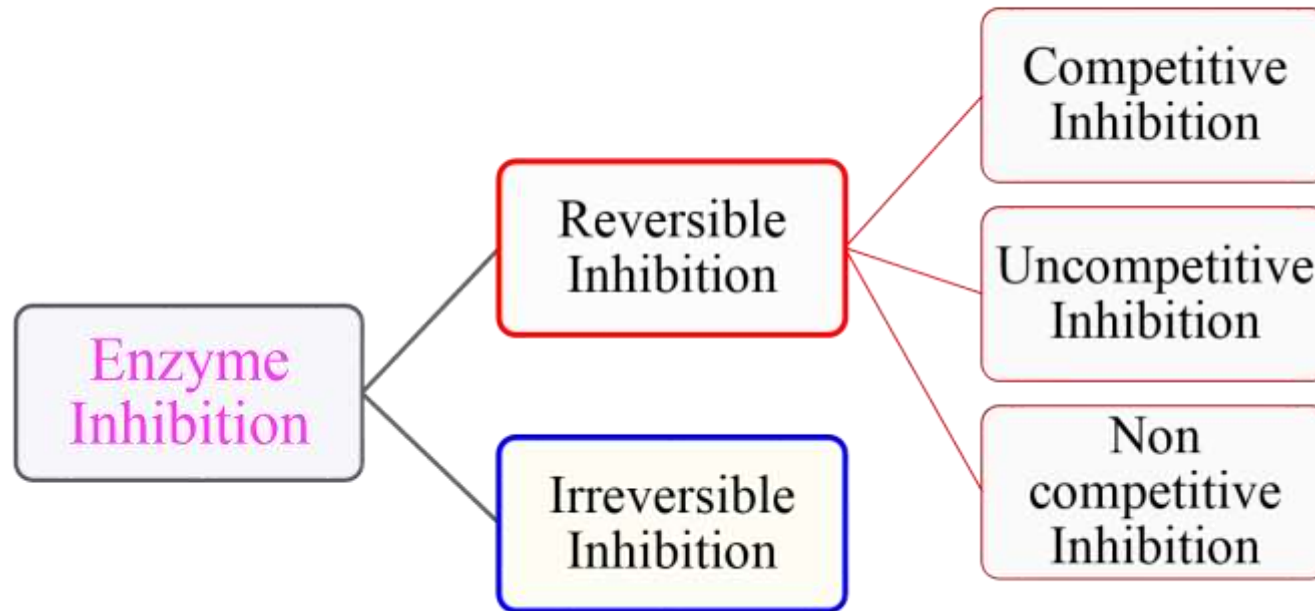 Enzyme
Inhibition
Reversible
Inhibition
Irreversible
Inhibition
Competitive
Inhibition
Uncompetitive
Inhibition
Non
competitive
Inhibition